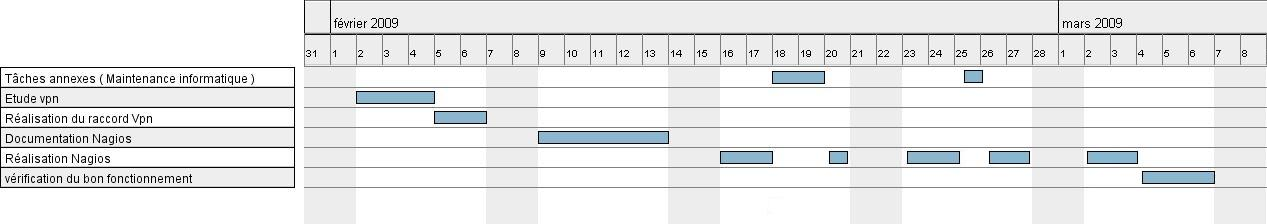 février 2009 mars 2009
31 1 2 3 4 5 6 7 8 9 10 11 12 13 14 15 16 17 18 19 20 21 22 23 24 25 26 27 28 1 2 3 4 5 6 7 8
Tâches annexes ( Maintenance informatique )
Etude vpn
Réalisation du raccord Vpn
Documentation Nagios
Réalisation Nagios
vérification du bon fonctionnement